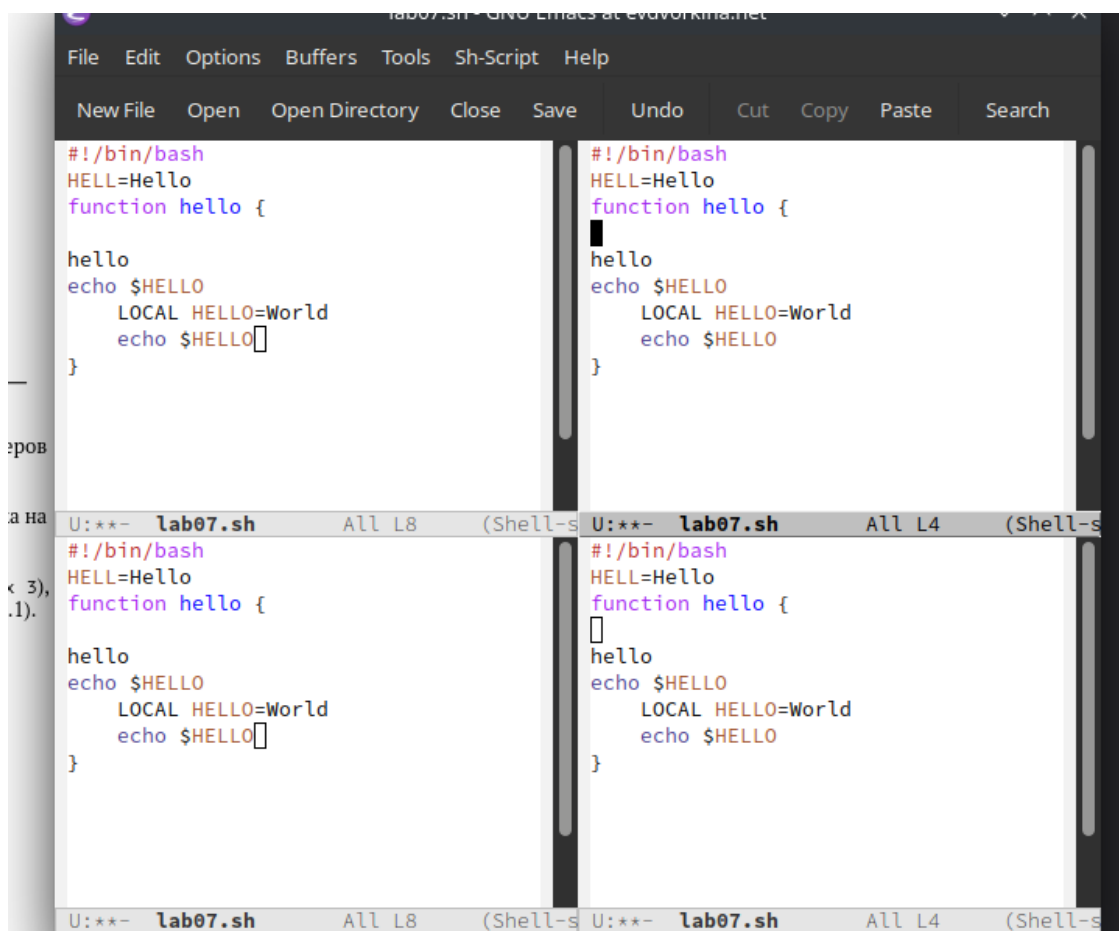 lab07.sh - GNU Emacs at evdvorkina.net
File Edit Options Buffers Tools Sh-Script Help
New File Open Open Directory Close Save Undo Cut Copy Paste Search
#!/bin/bash
HELL=Hello
function hello {
hello
echo $HELLO
LOCAL HELLO=World
echo $HELLO
}
U:**- lab07.sh All L8 (Shell-s
#!/bin/bash
HELL=Hello
function hello {
hello
echo $HELLO
LOCAL HELLO=World
echo $HELLO
}
U:**- lab07.sh All L4 (Shell-s
#!/bin/bash
HELL=Hello
function hello {
hello
echo $HELLO
LOCAL HELLO=World
echo $HELLO
}
U:**- lab07.sh All L8 (Shell-s
#!/bin/bash
HELL=Hello
function hello {
hello
echo $HELLO
LOCAL HELLO=World
echo $HELLO
}
U:**- lab07.sh All L4 (Shell-s
еров
на
3),
.1).